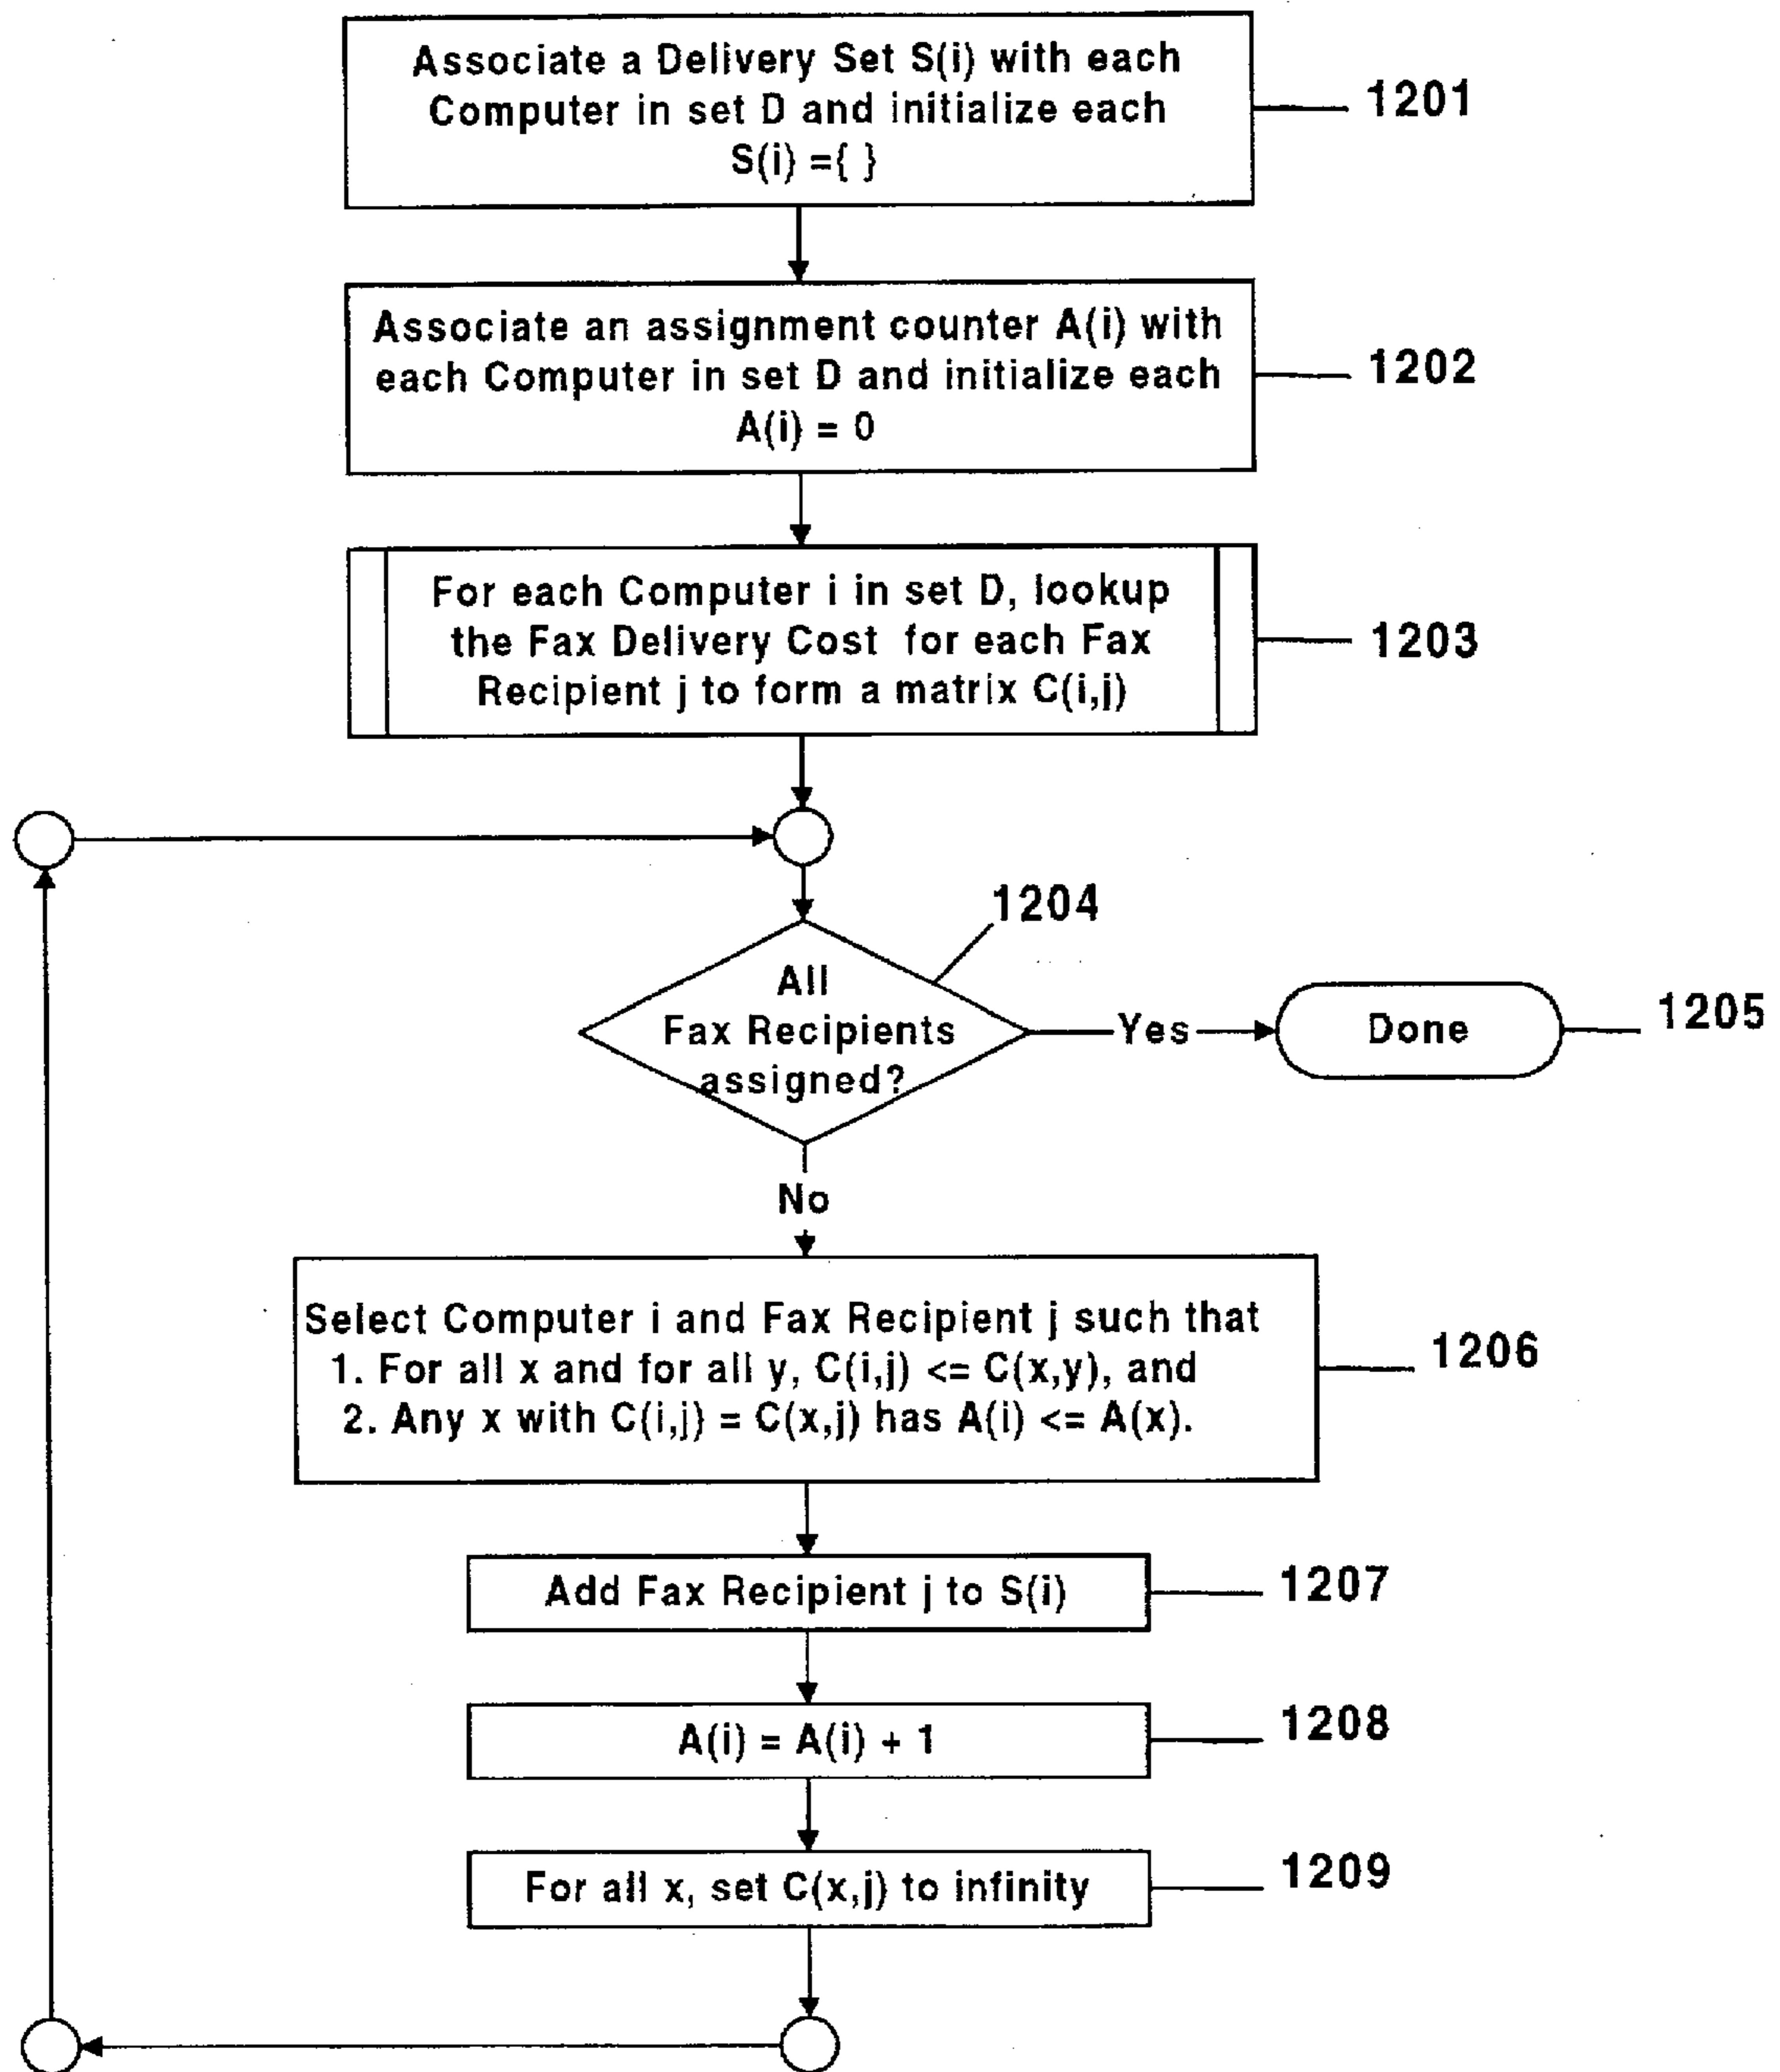 Associate a Delivery Set S(i) with each
Computer in set D and initialize each
S(i) ={ }
1201
Associate an assignment counter A(i) with
each Computer in set D and initialize each
A(i) = 0
1202
For each Computer i in set D, lookup
the Fax Delivery Cost for each Fax
Recipient j to form a matrix C(i,j)
1203
1204
All
Fax Recipients
assigned?
Yes
Done
1205
No
Select Computer i and Fax Recipient j such that
1. For all x and for all y, C(i,j) <= C(x,y), and
2. Any x with C(i,j) = C(x,j) has A(i) <= A(x).
1206
Add Fax Recipient j to S(i)
1207
A(i) = A(i) + 1
1208
For all x, set C(x,j) to infinity
1209